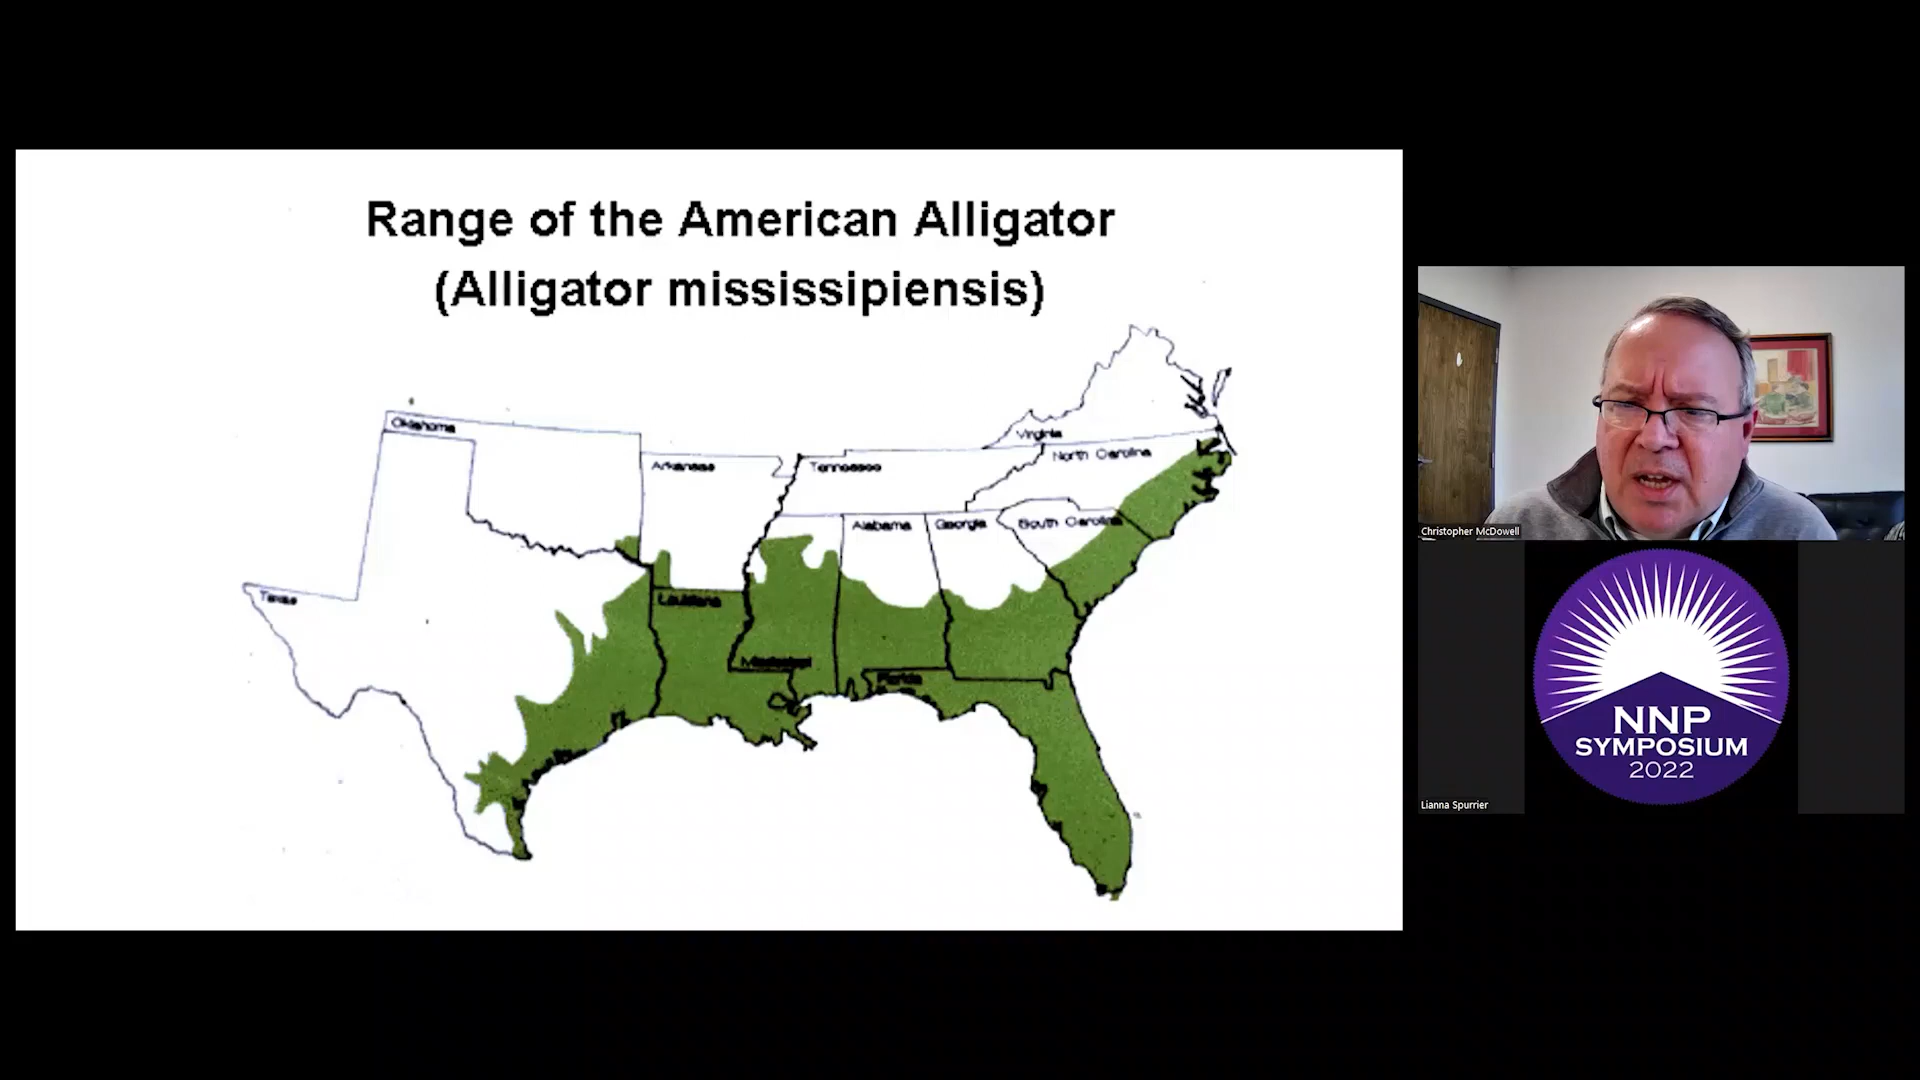 Range of the American Alligator
(Alligator mississipiensis)
Oklahoma
Virginia
North Carolina
Arkansas
Tennessee
Alabama
Georgia
South Carolina
Texas
Louisiana
Mississippi
Florida
Christopher McDowell
NNP
SYMPOSIUM
2022
Lianna Spurrier